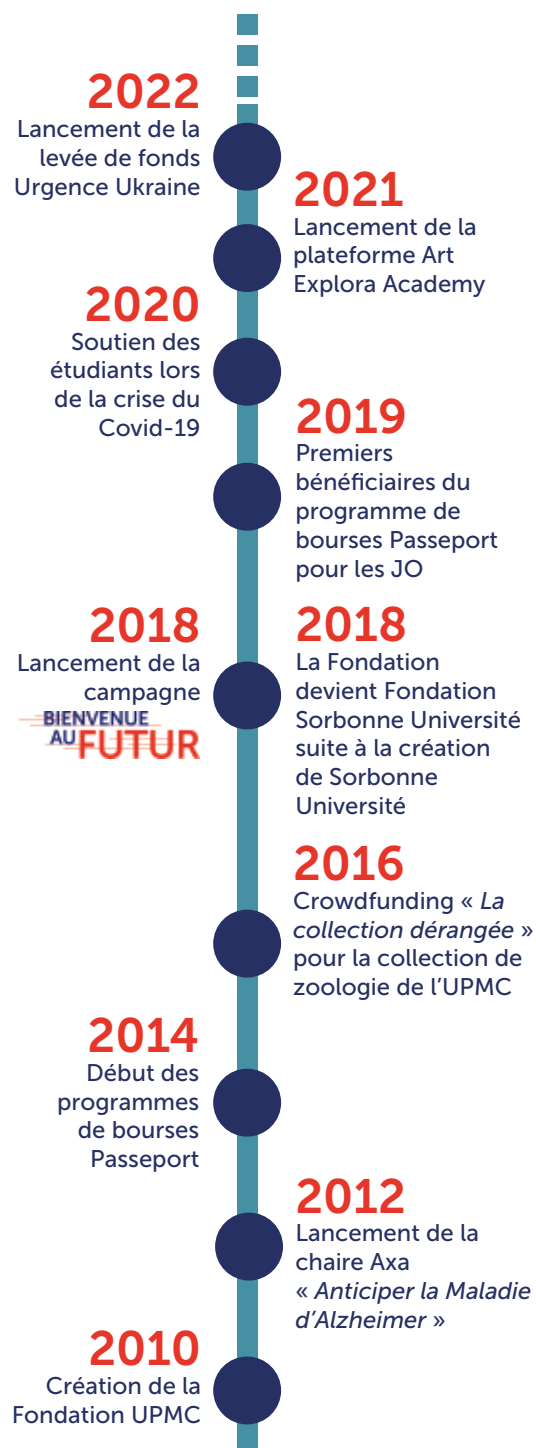 2022
Lancement de la
levée de fonds
Urgence Ukraine
2021
Lancement de la
plateforme Art
Explora Academy
2020
Soutien des
étudiants lors
de la crise du
Covid-19
2019
Premiers
bénéficiaires du
programme de
bourses Passeport
pour les JO
2018
Lancement de la
campagne
BIENVENUE
AU FUTUR
2018
La Fondation
devient Fondation
Sorbonne Université
suite à la création
de Sorbonne
Université
2016
Crowdfunding « La
collection dérangée »
pour la collection de
zoologie de l’UPMC
2014
Début des
programmes
de bourses
Passeport
2012
Lancement de la
chaire Axa
« Anticiper la Maladie
d’Alzheimer »
2010
Création de la
Fondation UPMC